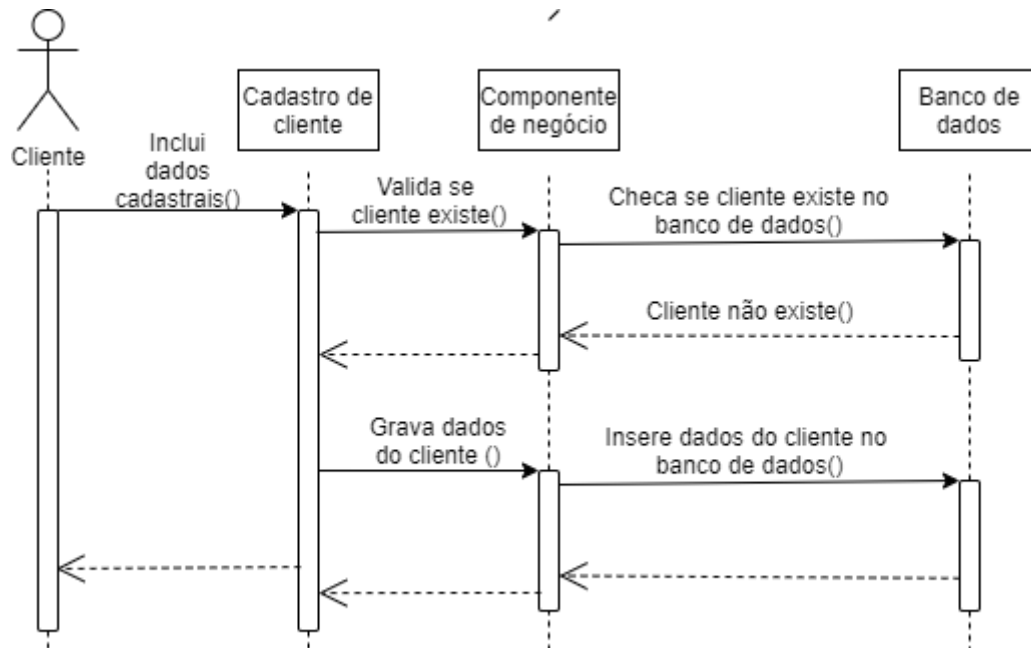 Cliente
Cadastro de
cliente
Componente
de negócio
Banco de
dados
Inclui
dados
cadastrais()
Valida se
cliente existe()
Checa se cliente existe no
banco de dados()
Cliente não existe()
Grava dados
do cliente ()
Insere dados do cliente no
banco de dados()